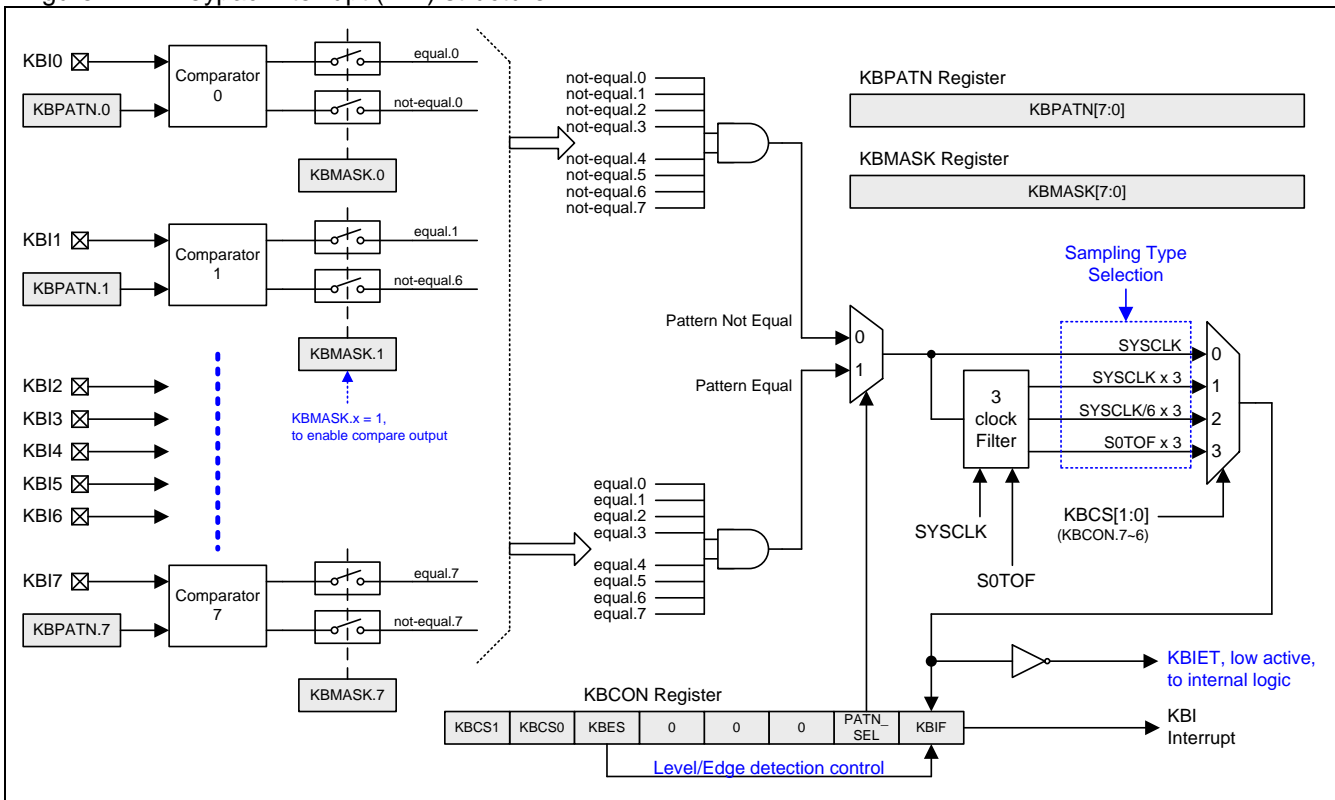 KBI0
Comparator
0
equal.0
KBPATN.0
not-equal.0
KBMASK.0
KBI1
Comparator
1
equal.1
KBPATN.1
not-equal.6
KBMASK.1
KBMASK.x = 1,
to enable compare output
KBI2
KBI3
KBI4
KBI5
KBI6
KBI7
Comparator
7
equal.7
KBPATN.7
not-equal.7
KBMASK.7
not-equal.0
not-equal.1
not-equal.2
not-equal.3
not-equal.4
not-equal.5
not-equal.6
not-equal.7
Pattern Not Equal
Pattern Equal
0
1
equal.0
equal.1
equal.2
equal.3
equal.4
equal.5
equal.6
equal.7
KBPATN Register
KBPATN[7:0]
KBMASK Register
KBMASK[7:0]
Sampling Type
Selection
SYSCLK
SYSCLK x 3
SYSCLK/6 x 3
S0TOF x 3
0
1
2
3
3
clock
Filter
SYSCLK
S0TOF
KBCS[1:0]
(KBCON.7~6)
KBIET, low active,
to internal logic
KBI
Interrupt
KBCON Register
KBCS1 KBCS0 KBES 0 0 0 PATN_ KBIF
SEL
Level/Edge detection control